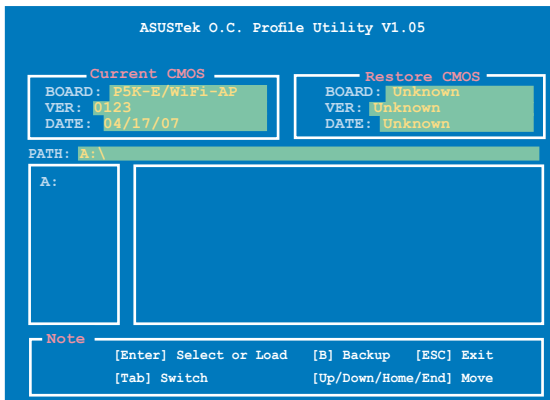 ASUSTek O.C. Profile Utility V1.05
Current CMOS
BOARD: P5K-E/WiFi-AP
VER: 0123
DATE: 04/17/07
Restore CMOS
BOARD: Unknown
VER: Unknown
DATE: Unknown
PATH: A:\
A:
Note
[Enter] Select or Load [B] Backup [ESC] Exit
[Tab] Switch [Up/Down/Home/End] Move